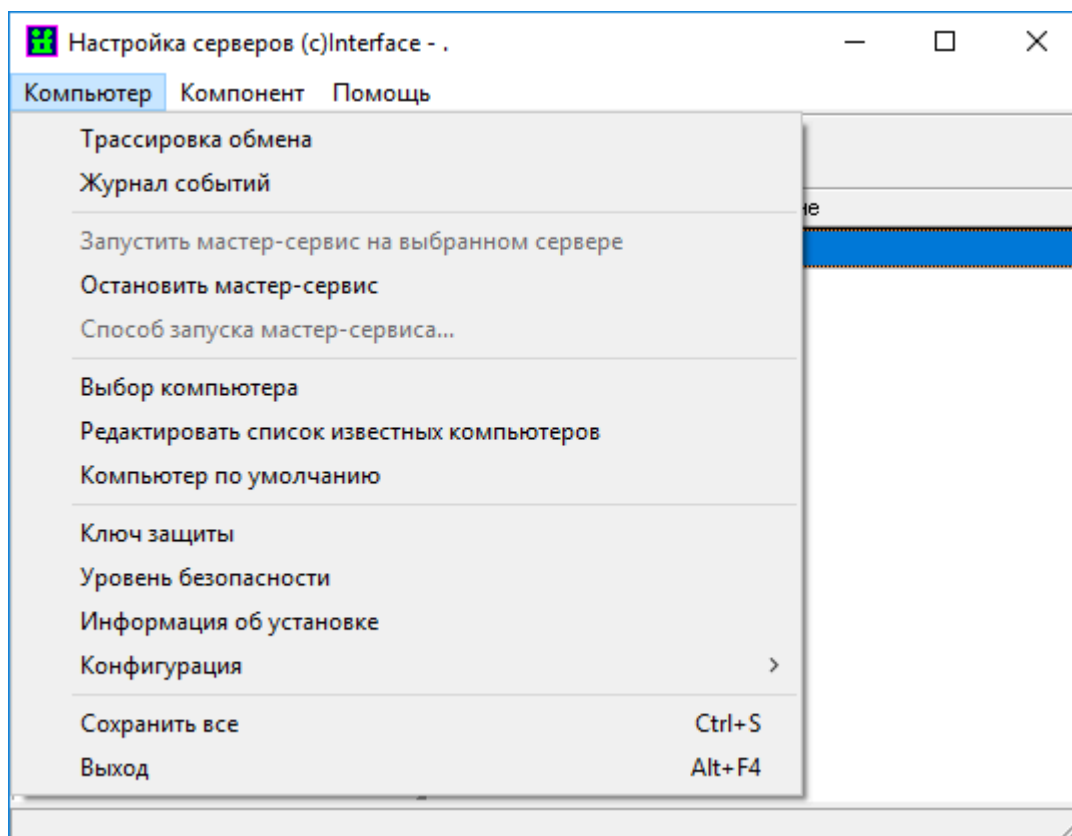 Настройка серверов (c)Interface - .
Компьютер Компонент Помощь
Трассировка обмена
Журнал событий
Запустить мастер-сервис на выбранном сервере
Остановить мастер-сервис
Способ запуска мастер-сервиса...
Выбор компьютера
Редактировать список известных компьютеров
Компьютер по умолчанию
Ключ защиты
Уровень безопасности
Информация об установке
Конфигурация
Сохранить все Ctrl+S
Выход Alt+F4